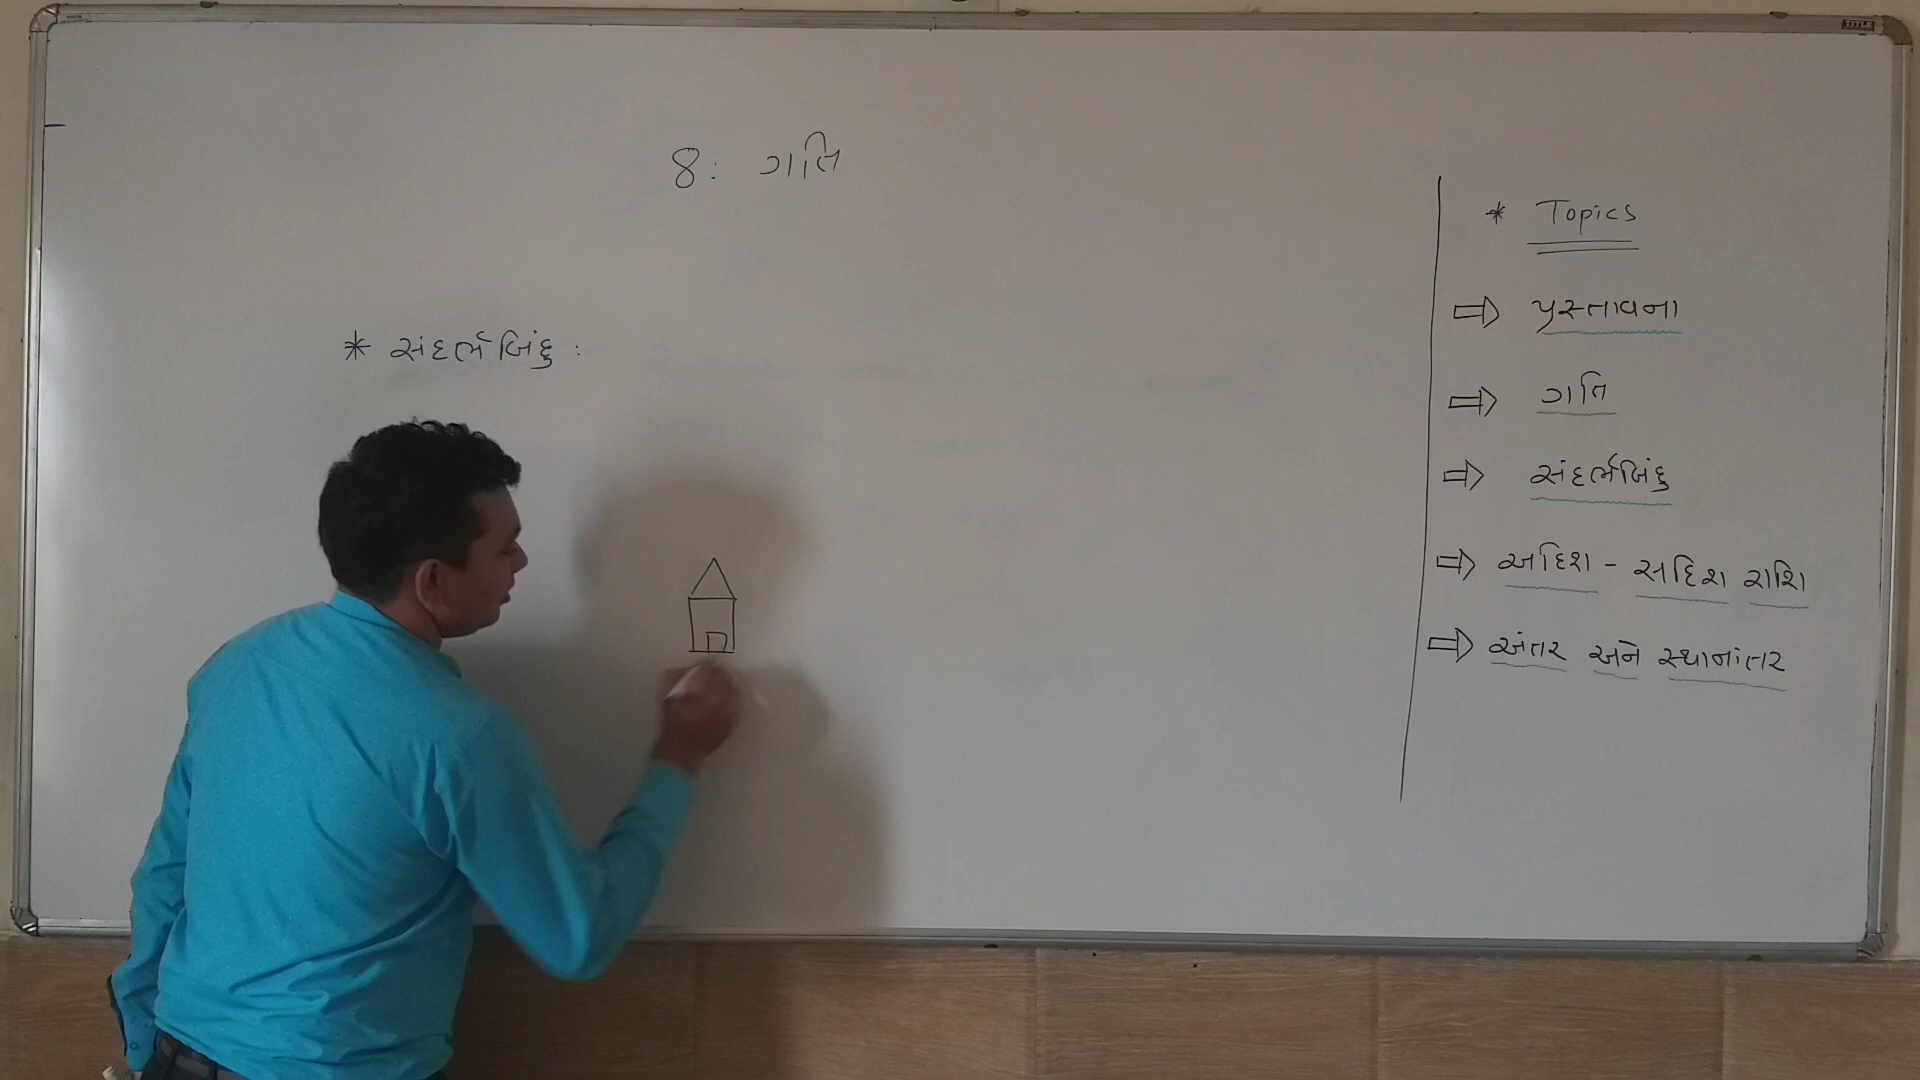 8: ગતિ
* સંદર્ભબિંદુ :
* Topics
⇒ પ્રસ્તાવના
⇒ ગતિ
⇒ સંદર્ભબિંદુ
⇒ અદિશ - સદિશ રાશિ
⇒ અંતર અને સ્થાનાંતર